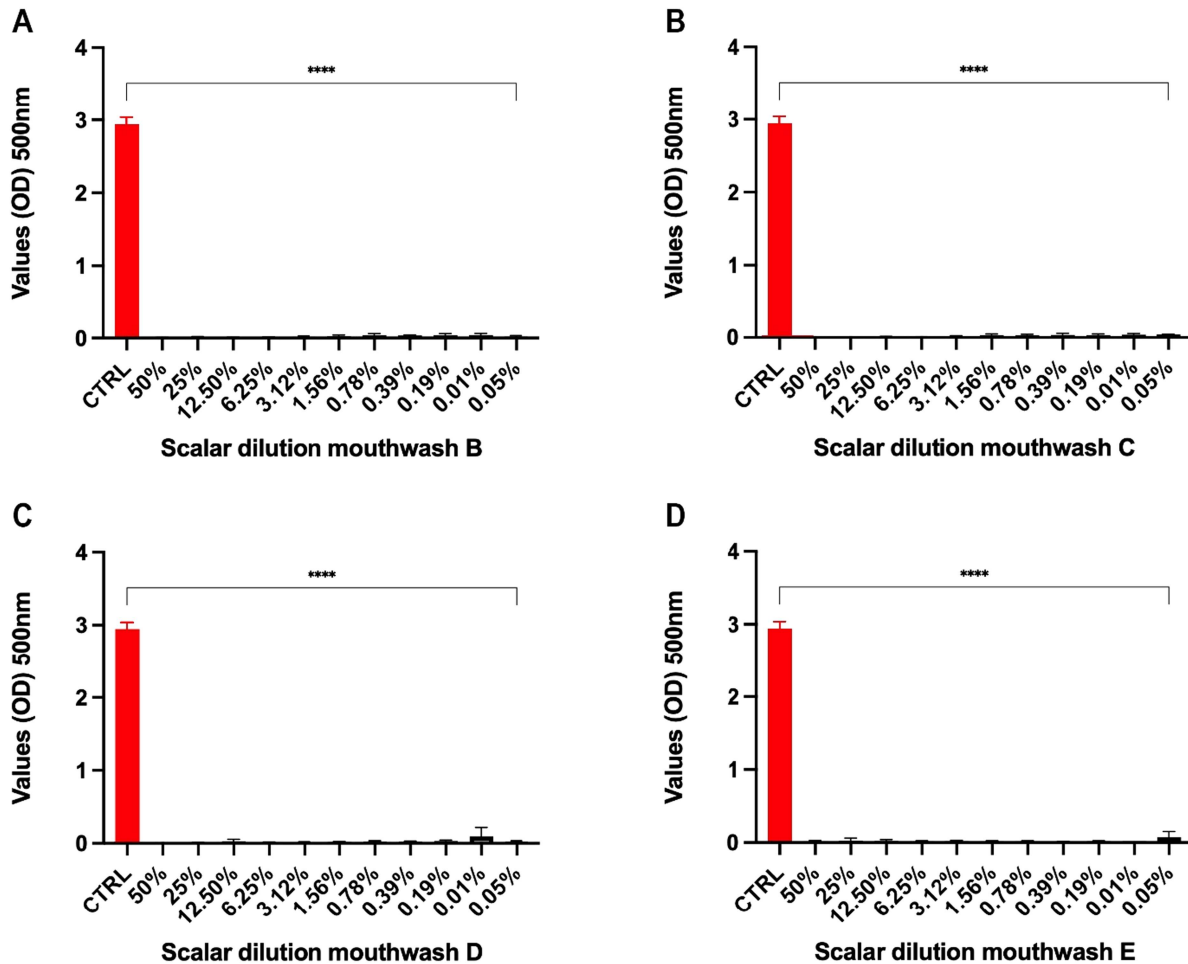 A
Values (OD) 500nm
4
3
2
1
0
****
CTRL 50% 25% 12.50% 6.25% 3.12% 1.56% 0.78% 0.39% 0.19% 0.01% 0.05%
Scalar dilution mouthwash B
B
Values (OD) 500nm
4
3
2
1
0
****
CTRL 50% 25% 12.50% 6.25% 3.12% 1.56% 0.78% 0.39% 0.19% 0.01% 0.05%
Scalar dilution mouthwash C
C
Values (OD) 500nm
4
3
2
1
0
****
CTRL 50% 25% 12.50% 6.25% 3.12% 1.56% 0.78% 0.39% 0.19% 0.01% 0.05%
Scalar dilution mouthwash D
D
Values (OD) 500nm
4
3
2
1
0
****
CTRL 50% 25% 12.50% 6.25% 3.12% 1.56% 0.78% 0.39% 0.19% 0.01% 0.05%
Scalar dilution mouthwash E